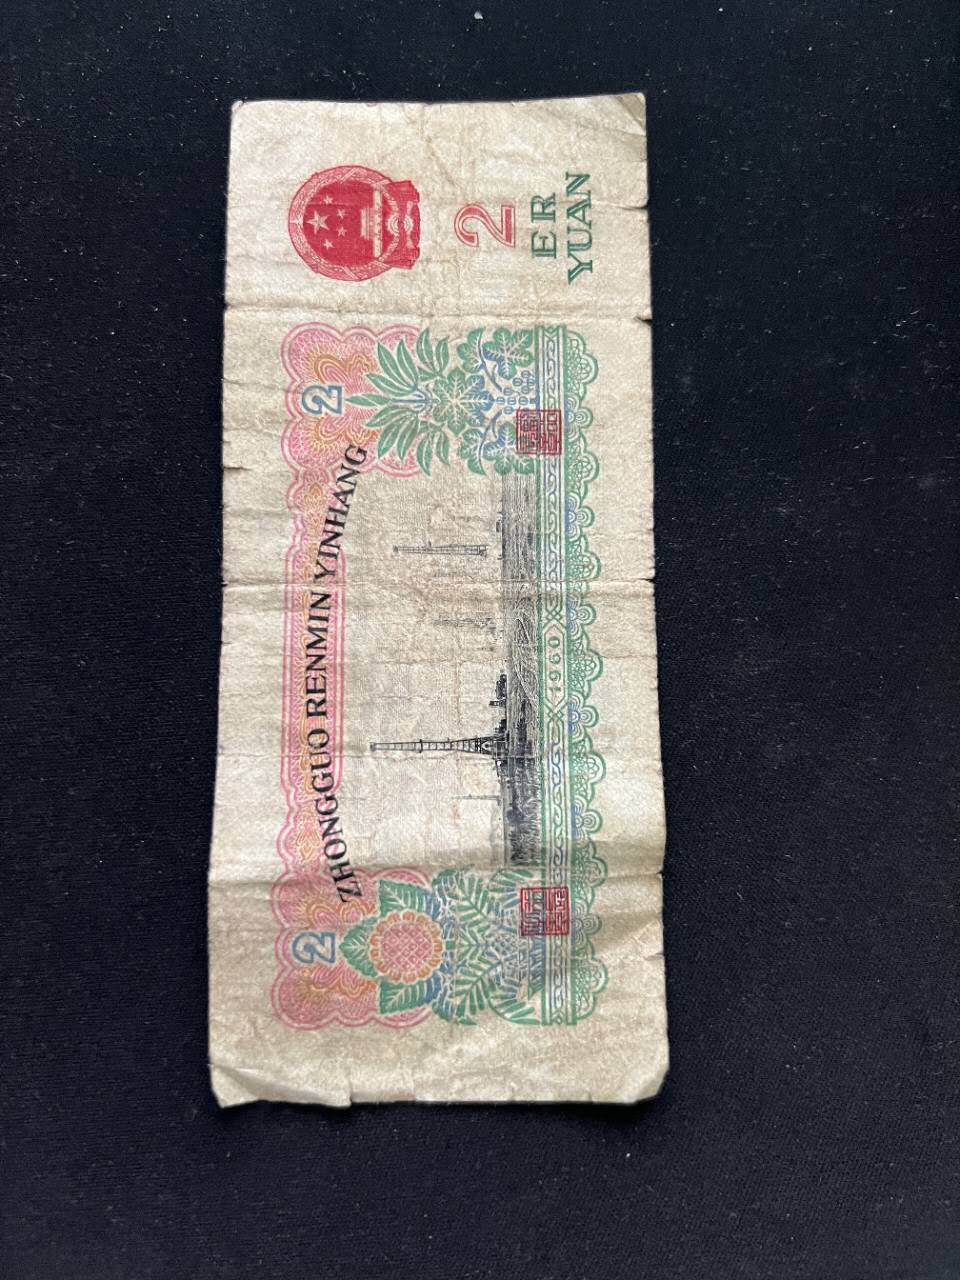 ZHONGGUO RENMIN YINHANG
2
2
2
ER
YUAN
1960